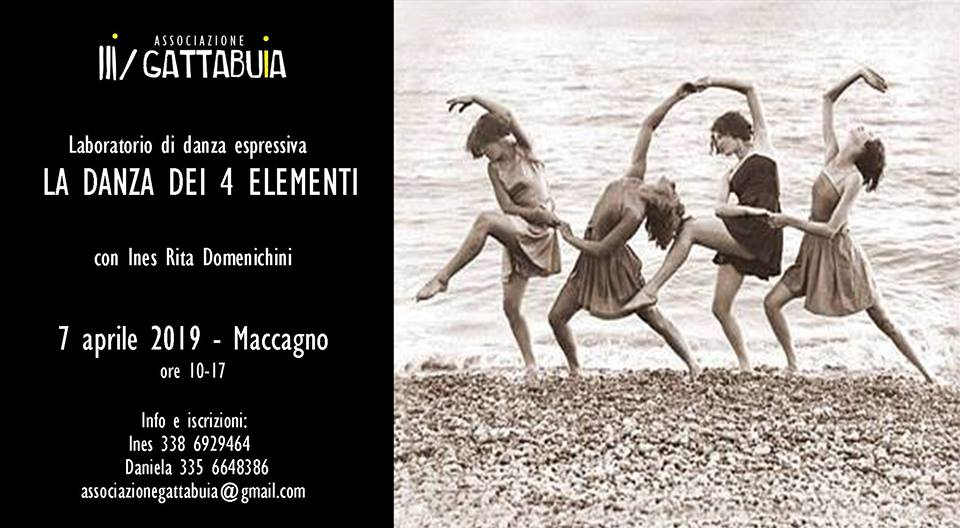 ASSOCIAZIONE
GATTABUIA
Laboratorio di danza espressiva
LA DANZA DEI 4 ELEMENTI
con Ines Rita Domenichini
7 aprile 2019 - Maccagno
ore 10-17
Info e iscrizioni:
Ines 338 6929464
Daniela 335 6648386
associazionegattabuia@gmail.com